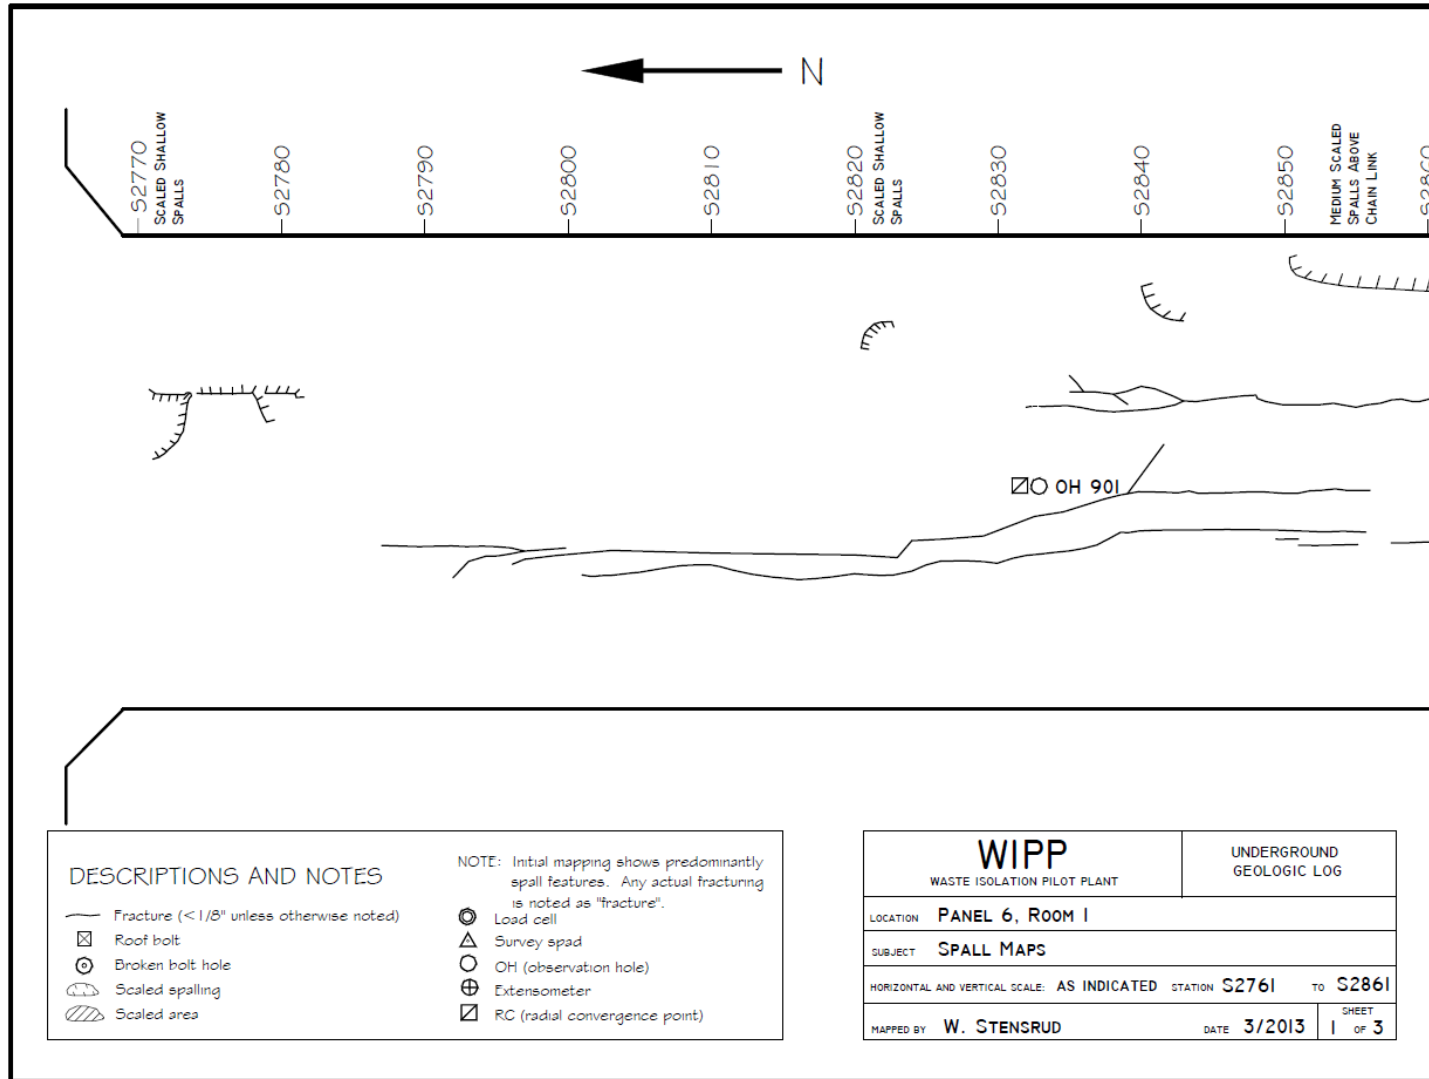 N
S2770
SCALED SHALLOW
SPALLS
S2780
S2790
S2800
S2810
S2820
SCALED SHALLOW
SPALLS
S2830
S2840
S2850
MEDIUM SCALED
SPALLS ABOVE
CHAIN LINK
S2860
OH 901
DESCRIPTIONS AND NOTES
Fracture (<1/8" unless otherwise noted)
Roof bolt
Broken bolt hole
Scaled spalling
Scaled area
NOTE: Initial mapping shows predominantly
spall features. Any actual fracturing
is noted as "fracture".
Load cell
Survey spad
OH (observation hole)
Extensometer
RC (radial convergence point)
WIPP
WASTE ISOLATION PILOT PLANT
UNDERGROUND
GEOLOGIC LOG
LOCATION PANEL 6, ROOM 1
SUBJECT SPALL MAPS
HORIZONTAL AND VERTICAL SCALE: AS INDICATED STATION S2761 TO S2861
MAPPED BY W. STENSRUD DATE 3/2013
SHEET
1 OF 3